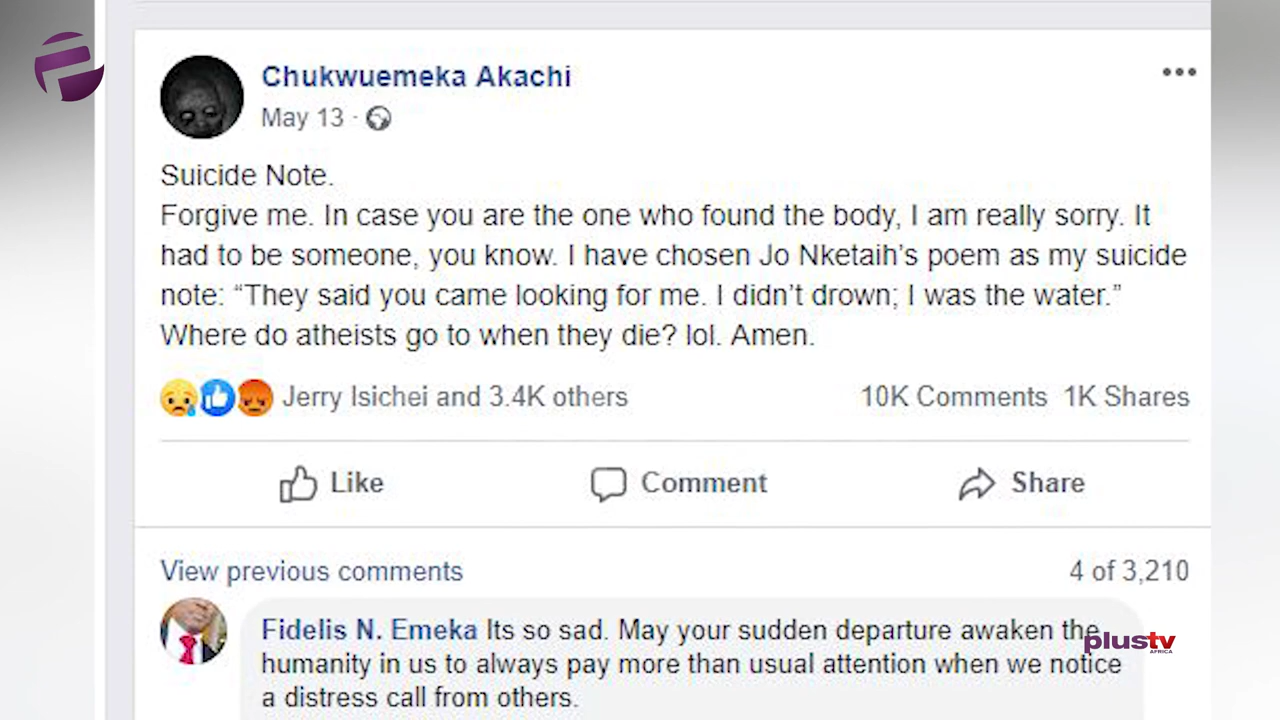 Chukwuemeka Akachi
May 13 ·
Suicide Note.
Forgive me. In case you are the one who found the body, I am really sorry. It
had to be someone, you know. I have chosen Jo Nketaih's poem as my suicide
note: “They said you came looking for me. I didn't drown; I was the water.”
Where do atheists go to when they die? lol. Amen.
Jerry Isichei and 3.4K others
10K Comments 1K Shares
Like Comment Share
View previous comments
4 of 3,210
Fidelis N. Emeka Its so sad. May your sudden departure awaken the
humanity in us to always pay more than usual attention when we notice
a distress call from others.
plustv
AFRICA